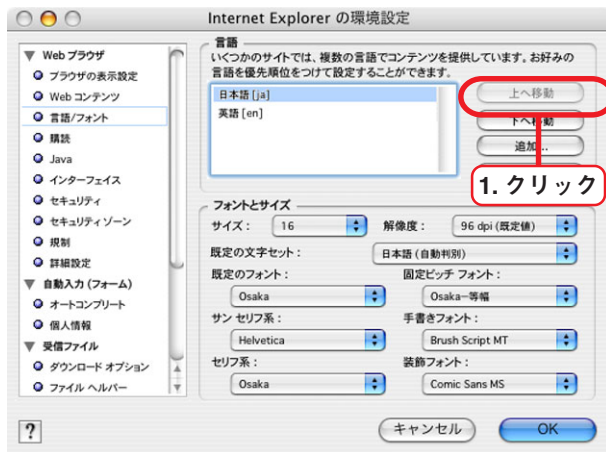 Internet Explorer の環境設定
Web ブラウザ
ブラウザの表示設定
Web コンテンツ
言語/フォント
購読
Java
インターフェイス
セキュリティ
セキュリティ ゾーン
規制
詳細設定
自動入力 (フォーム)
オートコンプリート
個人情報
受信ファイル
ダウンロード オプション
ファイル ヘルパー
言語
いくつかのサイトでは、複数の言語でコンテンツを提供しています。お好みの
言語を優先順位をつけて設定することができます。
日本語 [ja]
英語 [en]
上へ移動
下へ移動
追加...
1. クリック
フォントとサイズ
サイズ： 16 解像度： 96 dpi (既定値)
既定の文字セット： 日本語 (自動判別)
既定のフォント： 固定ピッチ フォント：
Osaka Osaka−等幅
サン セリフ系： 手書きフォント：
Helvetica Brush Script MT
セリフ系： 装飾フォント：
Osaka Comic Sans MS
? キャンセル OK